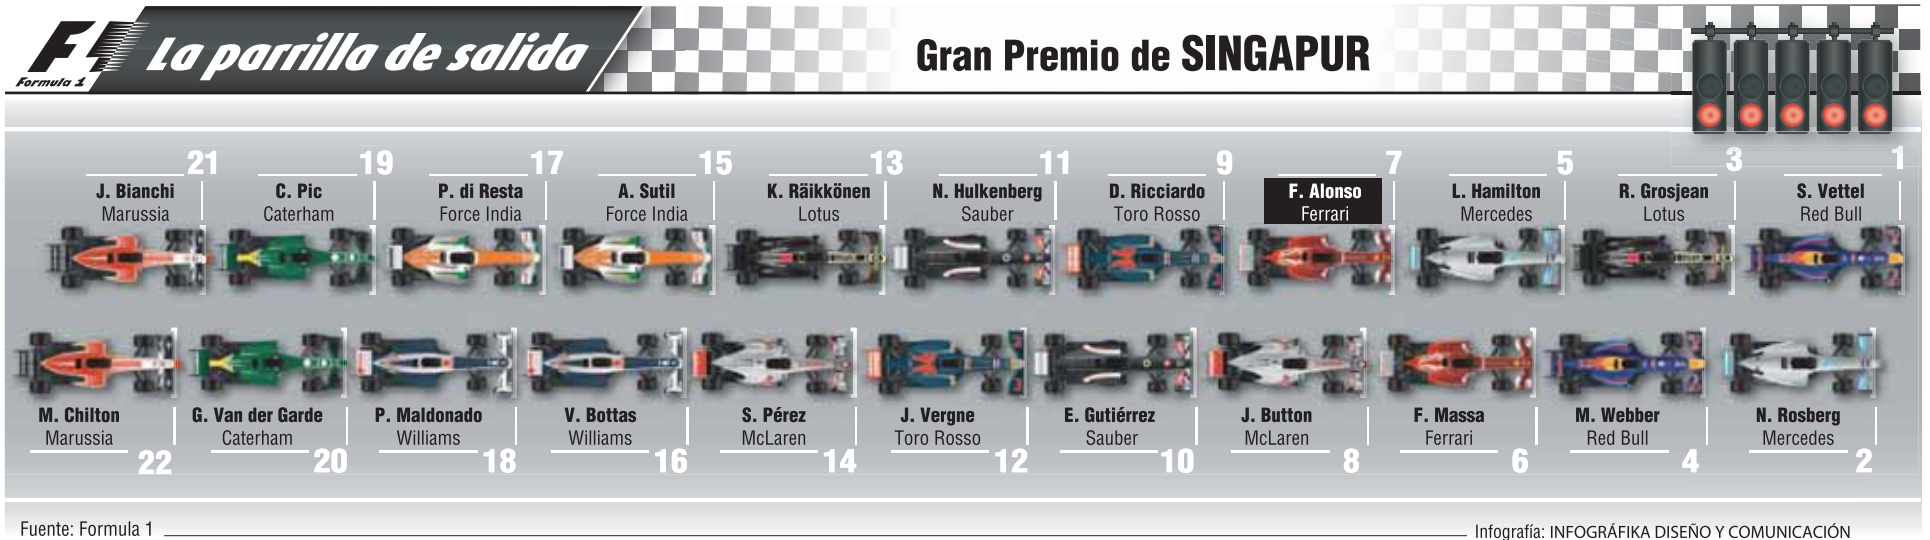 F1
Formula 1
La parrilla de salida
Gran Premio de SINGAPUR
21
J. Bianchi
Marussia
19
C. Pic
Caterham
17
P. di Resta
Force India
15
A. Sutil
Force India
13
K. Räikkönen
Lotus
11
N. Hulkenberg
Sauber
9
D. Ricciardo
Toro Rosso
7
F. Alonso
Ferrari
5
L. Hamilton
Mercedes
3
R. Grosjean
Lotus
1
S. Vettel
Red Bull
M. Chilton
Marussia
22
G. Van der Garde
Caterham
20
P. Maldonado
Williams
18
V. Bottas
Williams
16
S. Pérez
McLaren
14
J. Vergne
Toro Rosso
12
E. Gutiérrez
Sauber
10
J. Button
McLaren
8
F. Massa
Ferrari
6
M. Webber
Red Bull
4
N. Rosberg
Mercedes
2
Fuente: Formula 1
Infografía: INFOGRÁFIKA DISEÑO Y COMUNICACIÓN